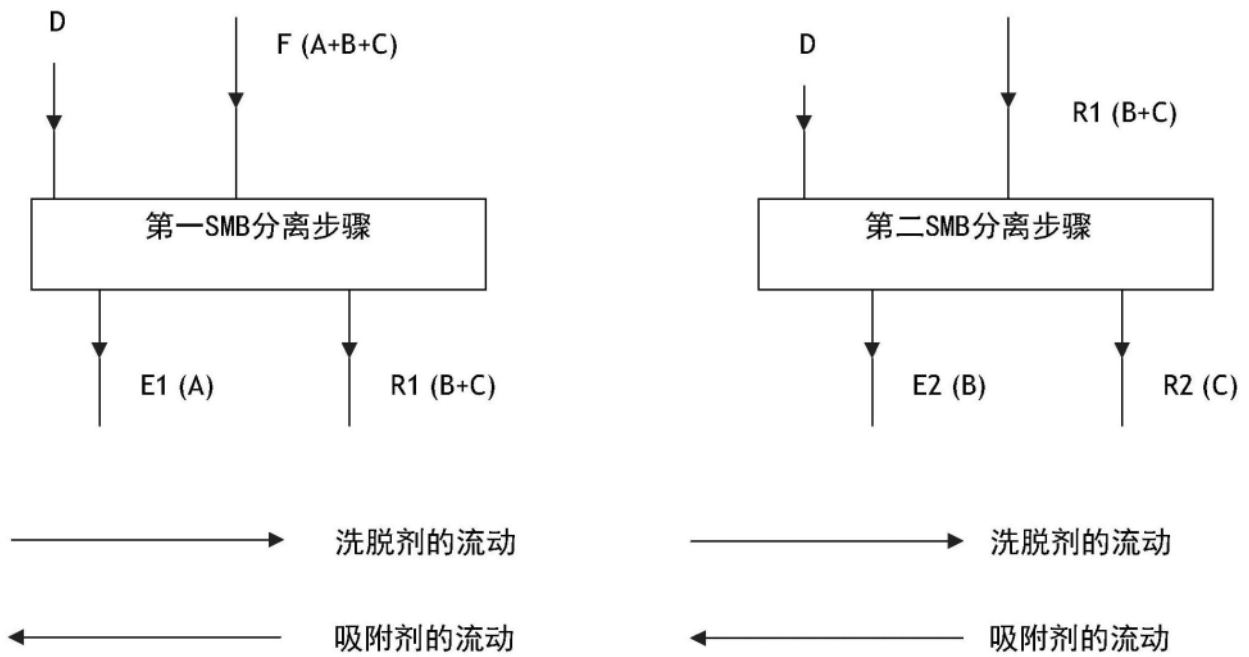 D
F (A+B+C)
第一SMB分离步骤
E1 (A)
R1 (B+C)
洗脱剂的流动
吸附剂的流动
D
R1 (B+C)
第二SMB分离步骤
E2 (B)
R2 (C)
洗脱剂的流动
吸附剂的流动